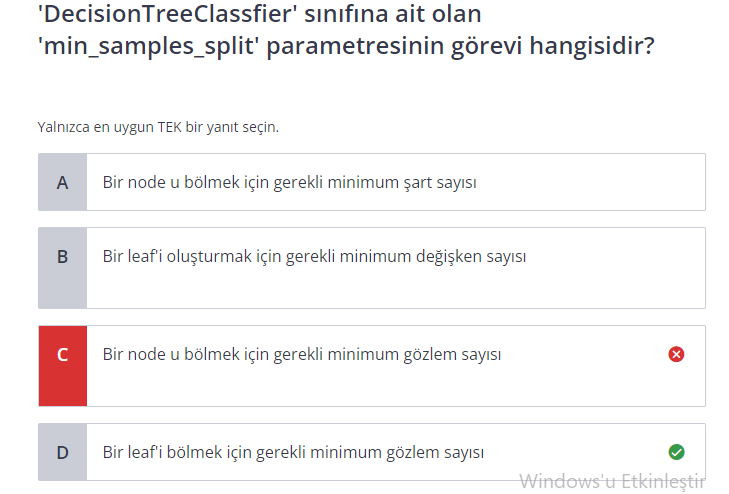 'DecisionTreeClassfier' sınıfına ait olan
'min_samples_split' parametresinin görevi hangisidir?
Yalnızca en uygun TEK bir yanıt seçin.
A Bir node u bölmek için gerekli minimum şart sayısı
B Bir leaf'i oluşturmak için gerekli minimum değişken sayısı
C Bir node u bölmek için gerekli minimum gözlem sayısı
D Bir leaf'i bölmek için gerekli minimum gözlem sayısı
Windows'u Etkinleştir